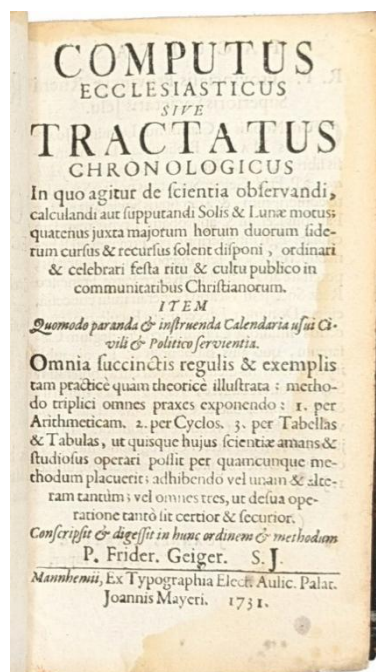 COMPUTUS
ECCLESIASTICUS
SIVE
TRACTATUS
CHRONOLOGICUS
In quo agitur de ſcientia obſervandi,
calculandi aut ſupputandi Solis & Lunæ motus;
quatenus juxta majorum horum duorum ſide-
rum curſus & recurſus ſolent diſponi, ordinari
& celebrari feſta ritu & cultu publico in
communitatibus Chriſtianorum.
ITEM
Quomodo paranda & inſtruenda Calendaria uſui Ci-
vili & Politico ſervientia.
Omnia ſuccinctis regulis & exemplis
tam practicè quàm theoricè illuſtrata: metho-
do triplici omnes praxes exponendo: 1. per
Arithmeticam. 2. per Cyclos. 3. per Tabellas
& Tabulas, ut quisque hujus ſcientiæ amans &
ſtudioſus operari poſſit per quamcunque me-
thodum placuerit; adhibendo vel unam & alte-
ram tantùm; vel omnes tres, ut de ſua ope-
ratione tantò ſit certior & ſecurior.
Conſcripſit & digeſſit in hunc ordinem & methodum
P. Frider. Geiger. S. J.
Mannhemii, Ex Typographia Elect. Aulic. Palat.
Joannis Mayeri. 1731.